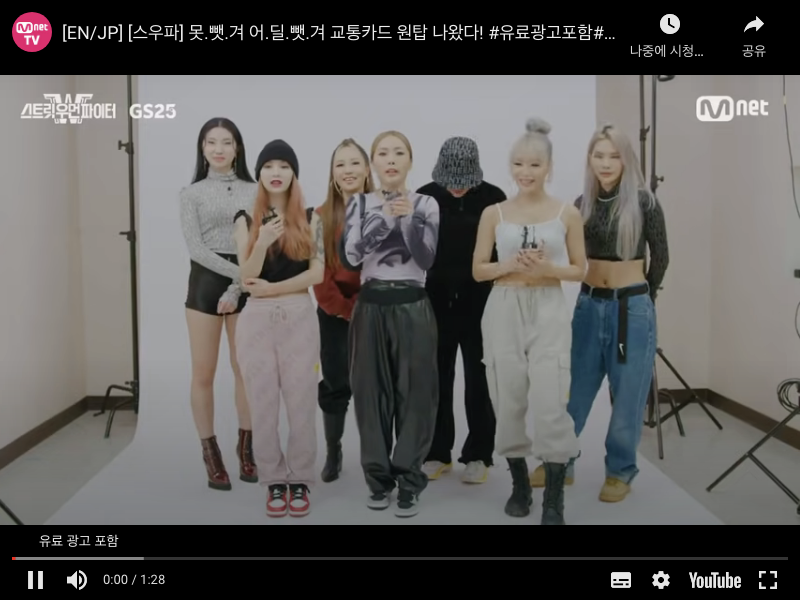 Mnet TV
[EN/JP] [스우파] 못.뺏.겨 어.딜.뺏.겨 교통카드 원탑 나왔다! #유료광고포함#...
나중에 시청...
공유
스트릿우먼파이터 W GS25
Mnet
유료 광고 포함
0:00 / 1:28
YouTube